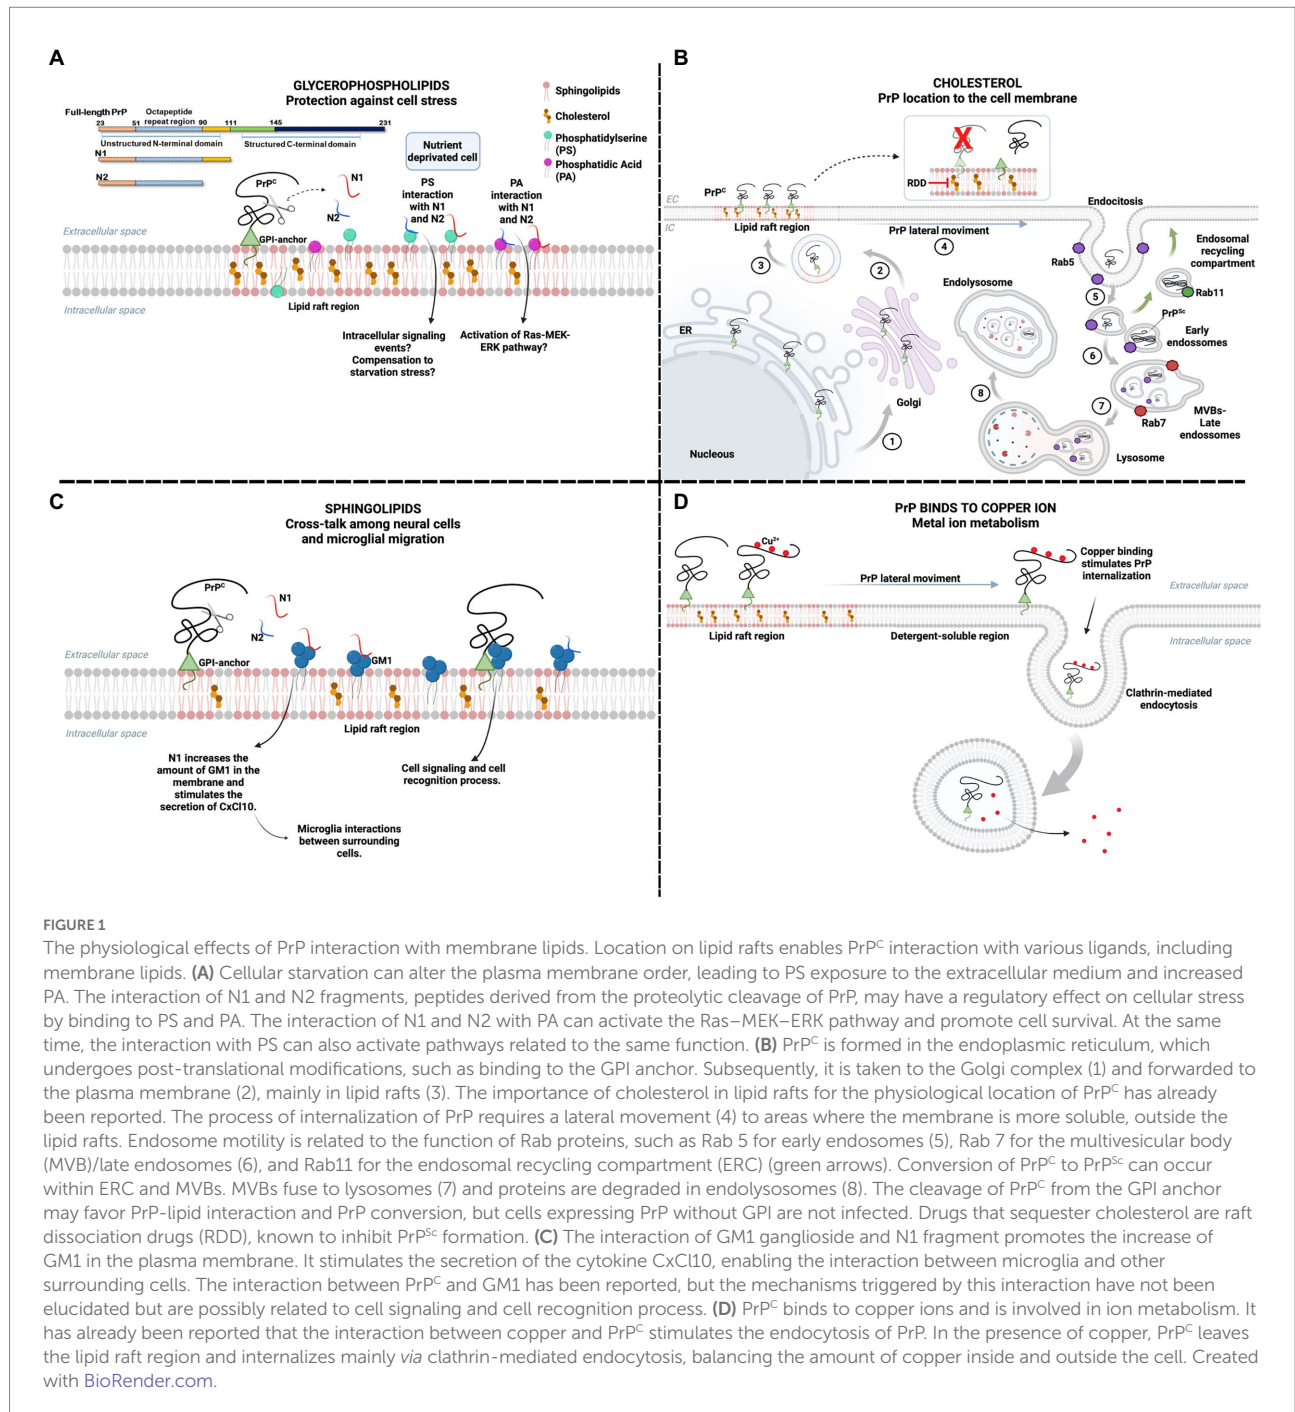 A
GLYCEROPHOSPHOLIPIDS
Protection against cell stress
Full-length PrP
Octapeptide
repeat region
23 51 90 111 145 231
Unstructured N-terminal domain
Structured C-terminal domain
N1
N2
Nutrient
deprivated cell
Sphingolipids
Cholesterol
Phosphatidylserine
(PS)
Phosphatidic Acid
(PA)
PrPC
N1
N2
PS
interaction
with N1
and N2
PA
interaction
with N1
and N2
GPI-anchor
Extracellular space
Intracellular space
Lipid raft region
Intracellular signaling
events?
Compensation to
starvation stress?
Activation of Ras-MEK-
ERK pathway?
B
CHOLESTEROL
PrP location to the cell membrane
X
RDD
PrPC
EC
IC
Lipid raft region
PrP lateral movement
4
Endocitosis
Rab5
Endosomal
recycling
compartment
Rab11
3
2
5
Endolysosome
PrPSc
Early
endossomes
6
ER
Golgi
8
7
Rab7
MVBs-
Late
endossomes
1
Nucleous
Lysosome
C
SPHINGOLIPIDS
Cross-talk among neural cells
and microglial migration
PrPC
N1
N2
GM1
GPI-anchor
Extracellular space
Intracellular space
Lipid raft region
N1 increases the
amount of GM1 in the
membrane and
stimulates the
secretion of CxCl10.
Cell signaling and cell
recognition process.
Microglia interactions
between surrounding
cells.
D
PrP BINDS TO COPPER ION
Metal ion metabolism
Cu2+
PrP lateral moviment
Copper binding
stimulates PrP
internalization
Extracellular space
Intracellular space
Lipid raft region
Detergent-soluble region
Clathrin-mediated
endocytosis
FIGURE 1
The physiological effects of PrP interaction with membrane lipids. Location on lipid rafts enables PrPC interaction with various ligands, including
membrane lipids. (A) Cellular starvation can alter the plasma membrane order, leading to PS exposure to the extracellular medium and increased
PA. The interaction of N1 and N2 fragments, peptides derived from the proteolytic cleavage of PrP, may have a regulatory effect on cellular stress
by binding to PS and PA. The interaction of N1 and N2 with PA can activate the Ras–MEK–ERK pathway and promote cell survival. At the same
time, the interaction with PS can also activate pathways related to the same function. (B) PrPC is formed in the endoplasmic reticulum, which
undergoes post-translational modifications, such as binding to the GPI anchor. Subsequently, it is taken to the Golgi complex (1) and forwarded to
the plasma membrane (2), mainly in lipid rafts (3). The importance of cholesterol in lipid rafts for the physiological location of PrPC has already
been reported. The process of internalization of PrP requires a lateral movement (4) to areas where the membrane is more soluble, outside the
lipid rafts. Endosome motility is related to the function of Rab proteins, such as Rab 5 for early endosomes (5), Rab 7 for the multivesicular body
(MVB)/late endosomes (6), and Rab11 for the endosomal recycling compartment (ERC) (green arrows). Conversion of PrPC to PrPSc can occur
within ERC and MVBs. MVBs fuse to lysosomes (7) and proteins are degraded in endolysosomes (8). The cleavage of PrPC from the GPI anchor
may favor PrP-lipid interaction and PrP conversion, but cells expressing PrP without GPI are not infected. Drugs that sequester cholesterol are raft
dissociation drugs (RDD), known to inhibit PrPSc formation. (C) The interaction of GM1 ganglioside and N1 fragment promotes the increase of
GM1 in the plasma membrane. It stimulates the secretion of the cytokine CxCl10, enabling the interaction between microglia and other
surrounding cells. The interaction between PrPC and GM1 has been reported, but the mechanisms triggered by this interaction have not been
elucidated but are possibly related to cell signaling and cell recognition process. (D) PrPC binds to copper ions and is involved in ion metabolism. It
has already been reported that the interaction between copper and PrPC stimulates the endocytosis of PrP. In the presence of copper, PrPC leaves
the lipid raft region and internalizes mainly via clathrin-mediated endocytosis, balancing the amount of copper inside and outside the cell. Created
with BioRender.com.